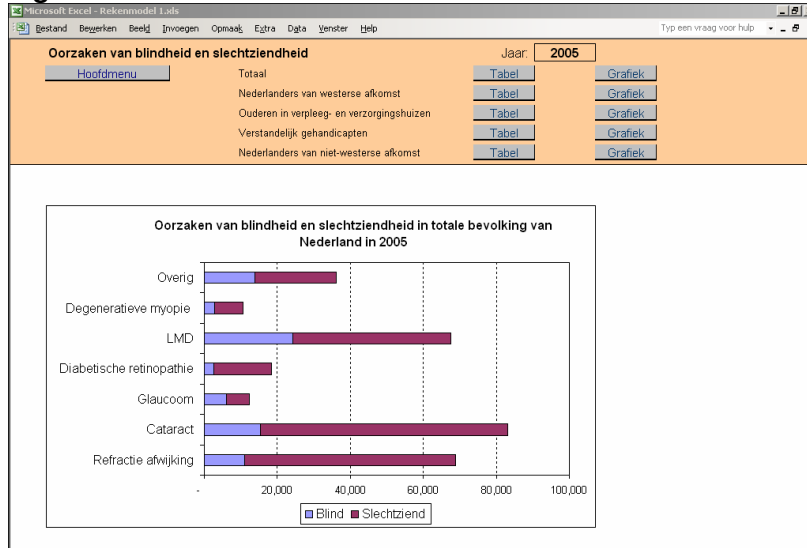 Microsoft Excel - Rekenmodel 1.xls
Bestand Bewerken Beeld Invoegen Opmaak Extra Data Venster Help Typ een vraag voor hulp
Oorzaken van blindheid en slechtziendheid Jaar: 2005
Hoofdmenu Totaal Tabel Grafiek
Nederlanders van westerse afkomst Tabel Grafiek
Ouderen in verpleeg- en verzorgingshuizen Tabel Grafiek
Verstandelijk gehandicapten Tabel Grafiek
Nederlanders van niet-westerse afkomst Tabel Grafiek
Oorzaken van blindheid en slechtziendheid in totale bevolking van
Nederland in 2005
Overig
Degeneratieve myopie
LMD
Diabetische retinopathie
Glaucoom
Cataract
Refractie afwijking
- 20,000 40,000 60,000 80,000 100,000
Blind Slechtziend